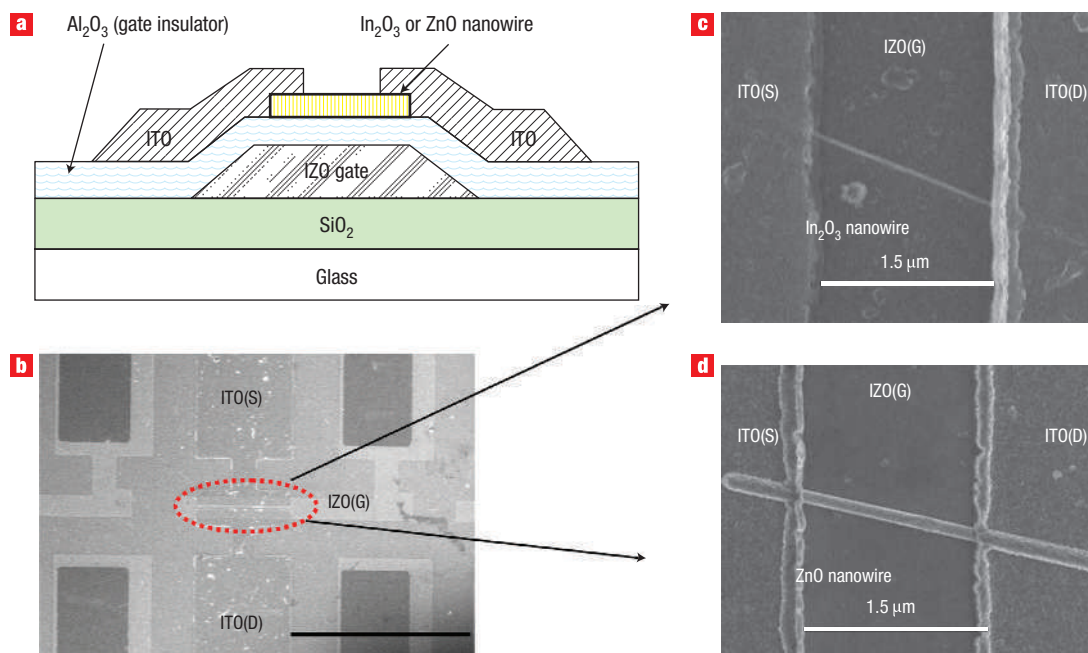 a
Al₂O₃ (gate insulator)
In₂O₃ or ZnO nanowire
ITO
ITO
IZO gate
SiO₂
Glass
b
ITO(S)
IZO(G)
ITO(D)
c
IZO(G)
ITO(S)
ITO(D)
In₂O₃ nanowire
1.5 μm
d
IZO(G)
ITO(S)
ITO(D)
ZnO nanowire
1.5 μm